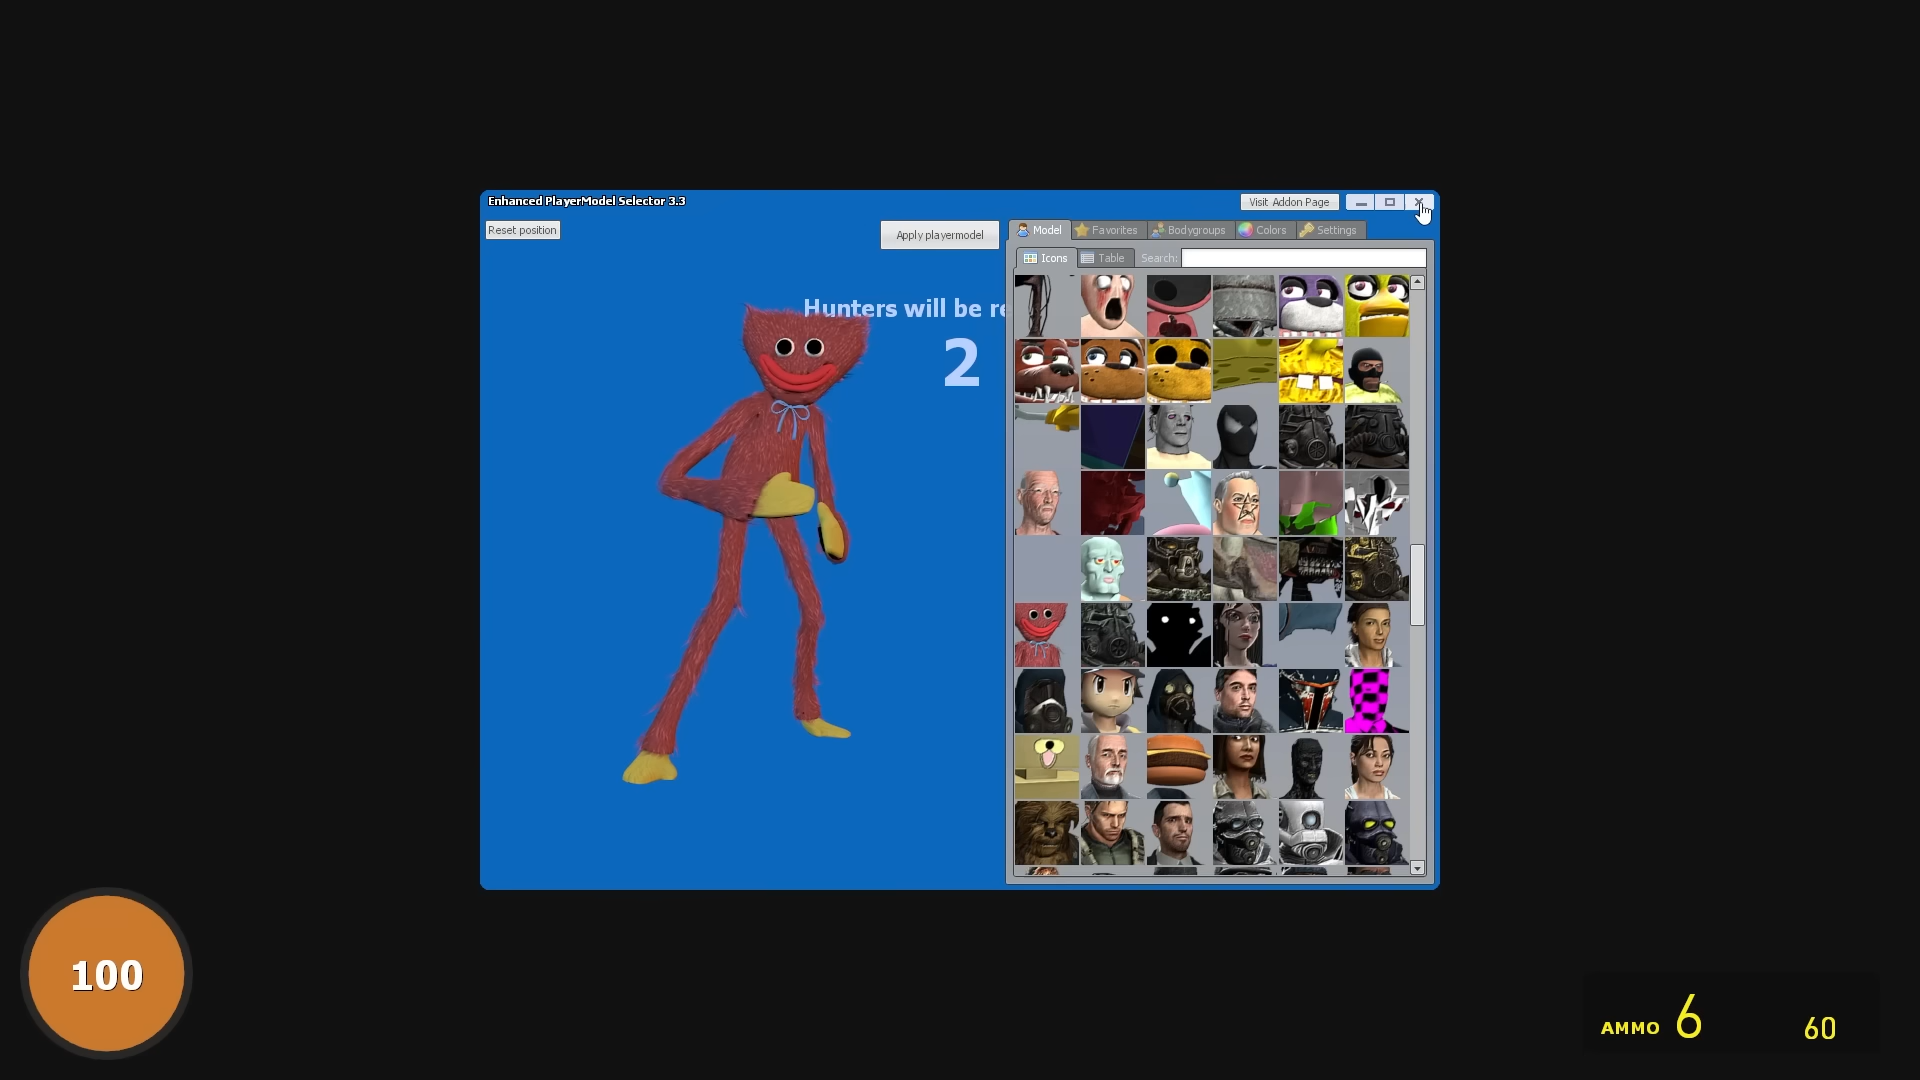 Enhanced PlayerModel Selector 3.3
Visit Addon Page
Reset position
Apply playermodel
Model
Favorites
Bodygroups
Colors
Settings
Icons
Table
Search:
Hunters will be re
2
100
AMMO 6 60